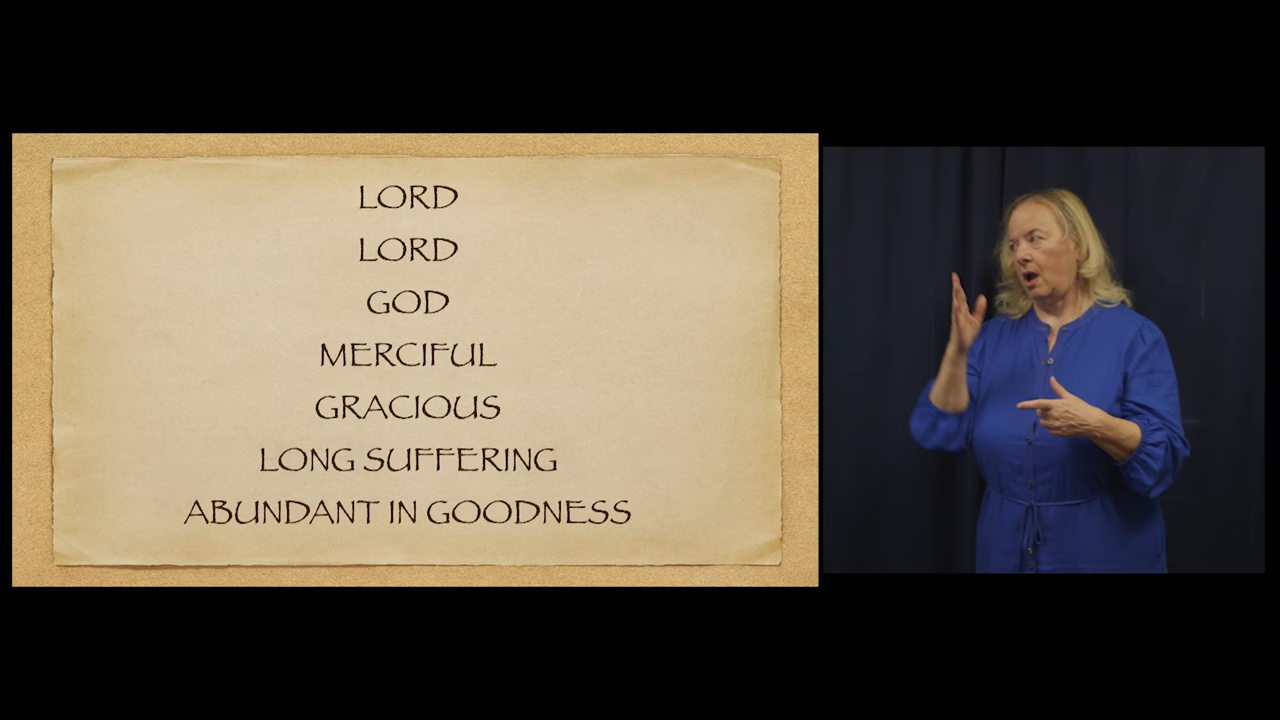 LORD
LORD
GOD
MERCIFUL
GRACIOUS
LONG SUFFERING
ABUNDANT IN GOODNESS